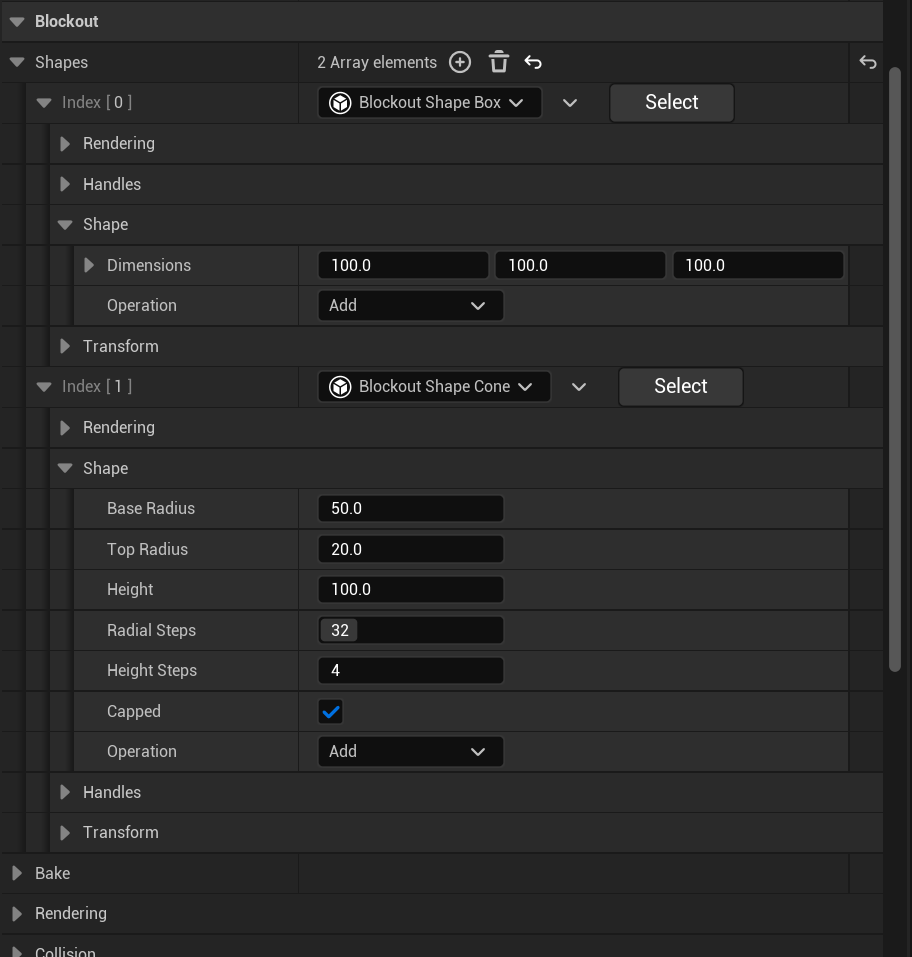 Blockout
Shapes 2 Array elements
Index [ 0 ] Blockout Shape Box Select
Rendering
Handles
Shape
Dimensions 100.0 100.0 100.0
Operation Add
Transform
Index [ 1 ] Blockout Shape Cone Select
Rendering
Shape
Base Radius 50.0
Top Radius 20.0
Height 100.0
Radial Steps 32
Height Steps 4
Capped
Operation Add
Handles
Transform
Bake
Rendering
Collision